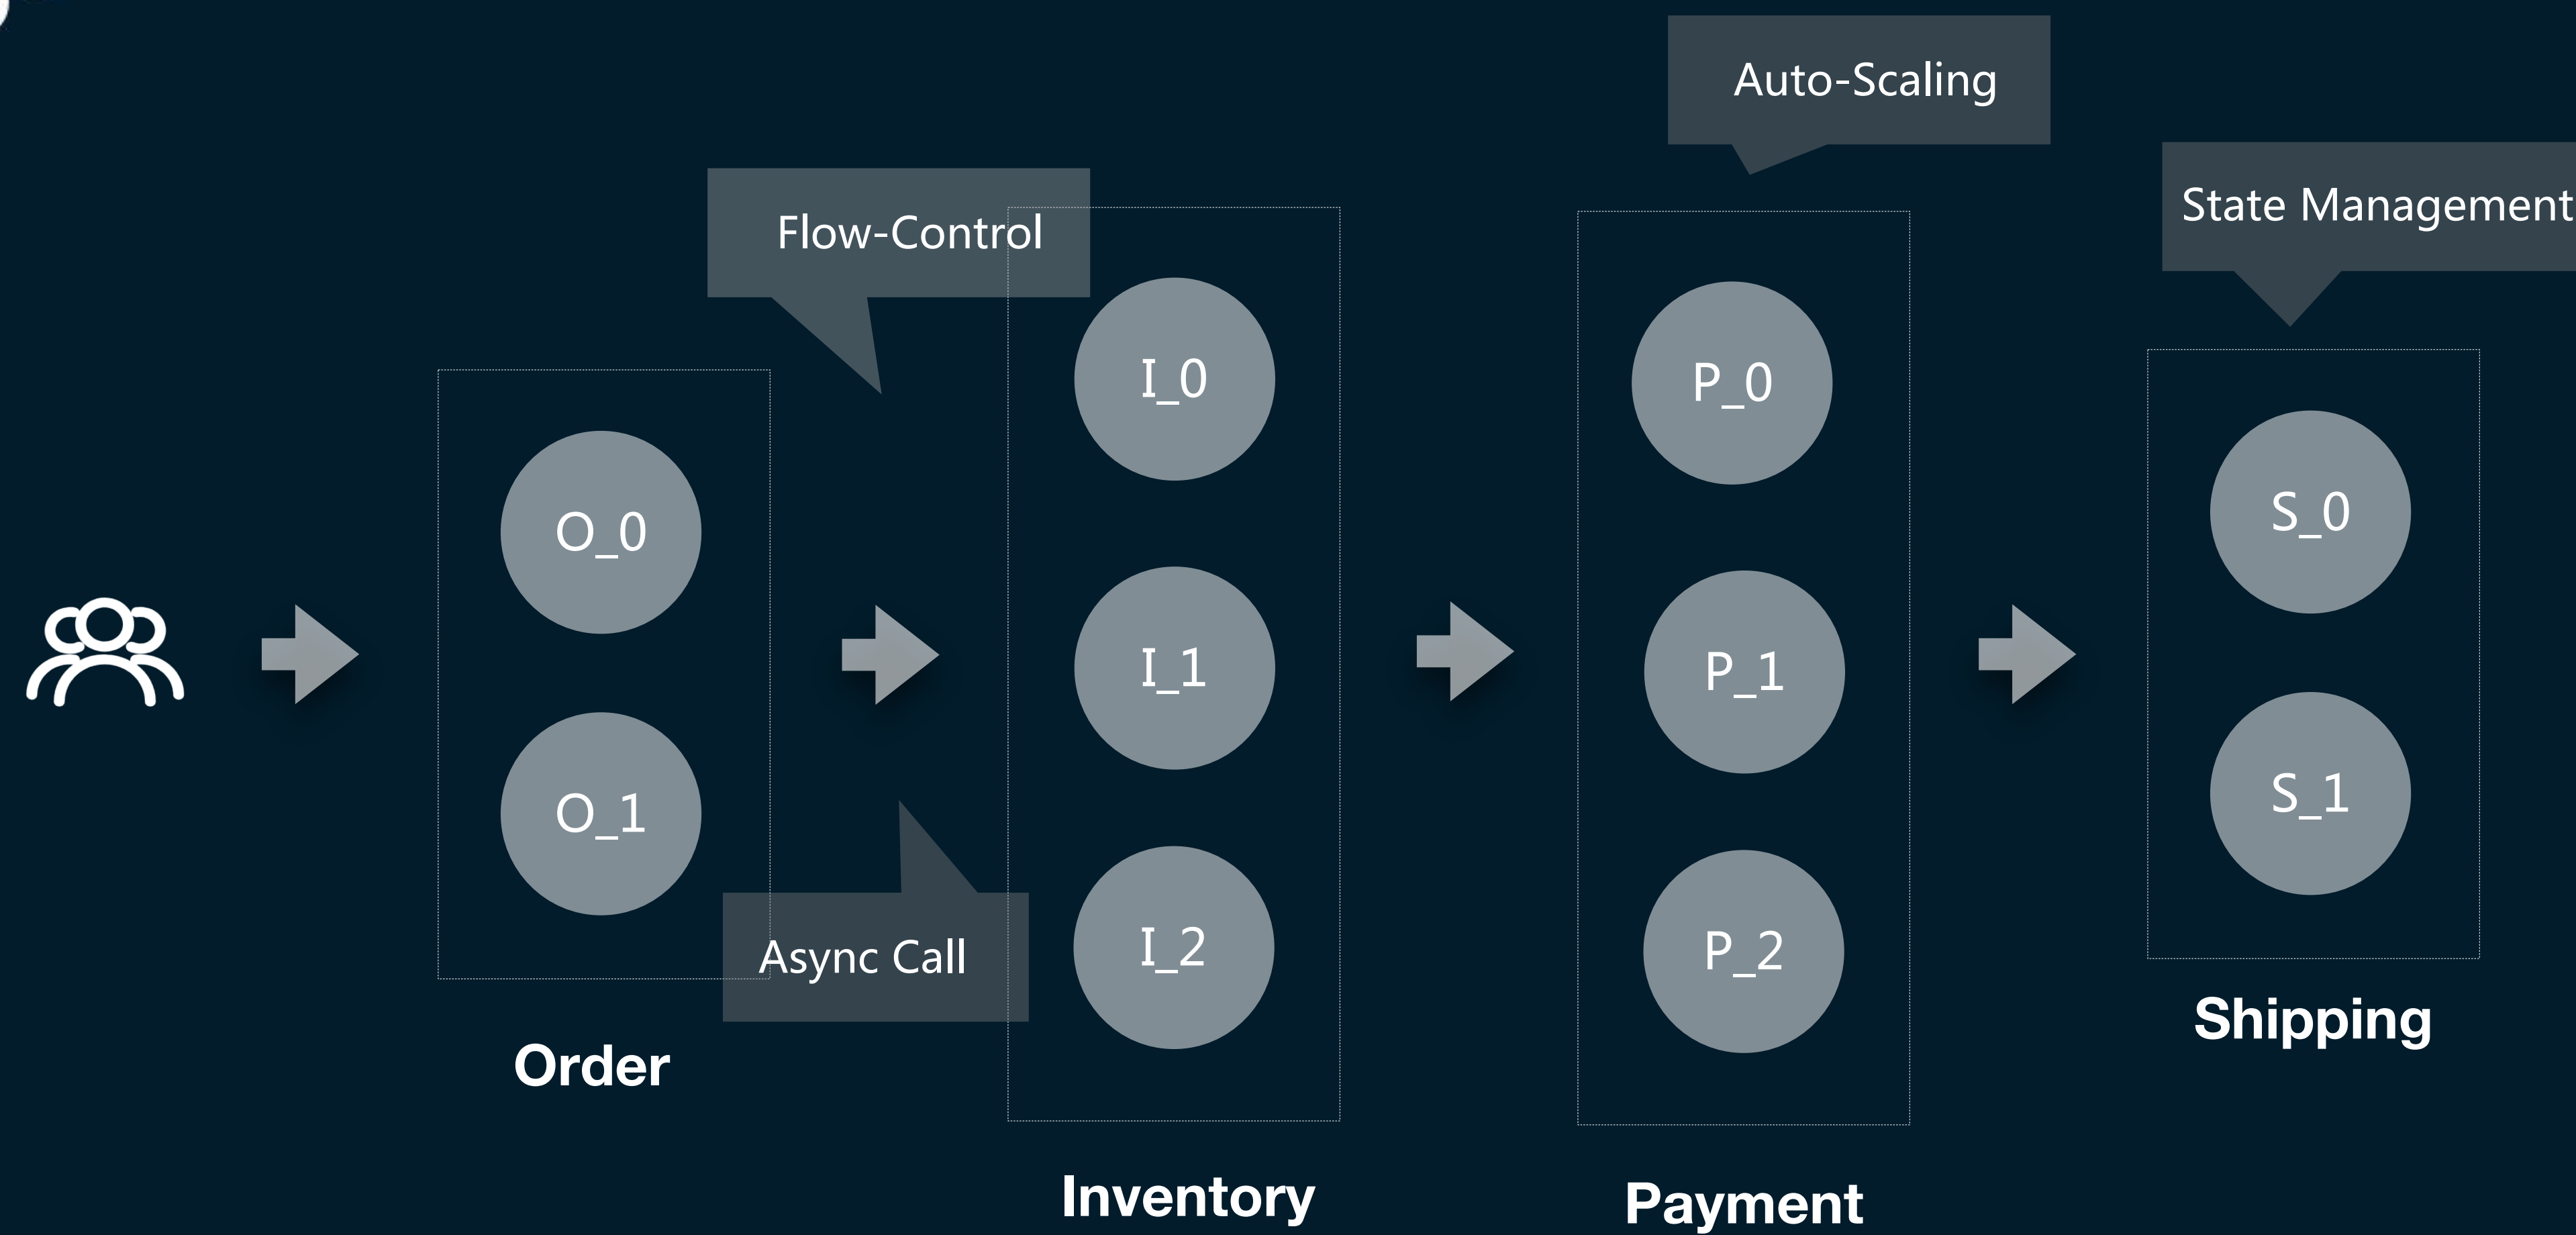 Auto-Scaling
State Management
Flow-Control
I_0
P_0
S_0
O_0
I_1
P_1
S_1
O_1
I_2
P_2
Async Call
Shipping
Order
Inventory
Payment